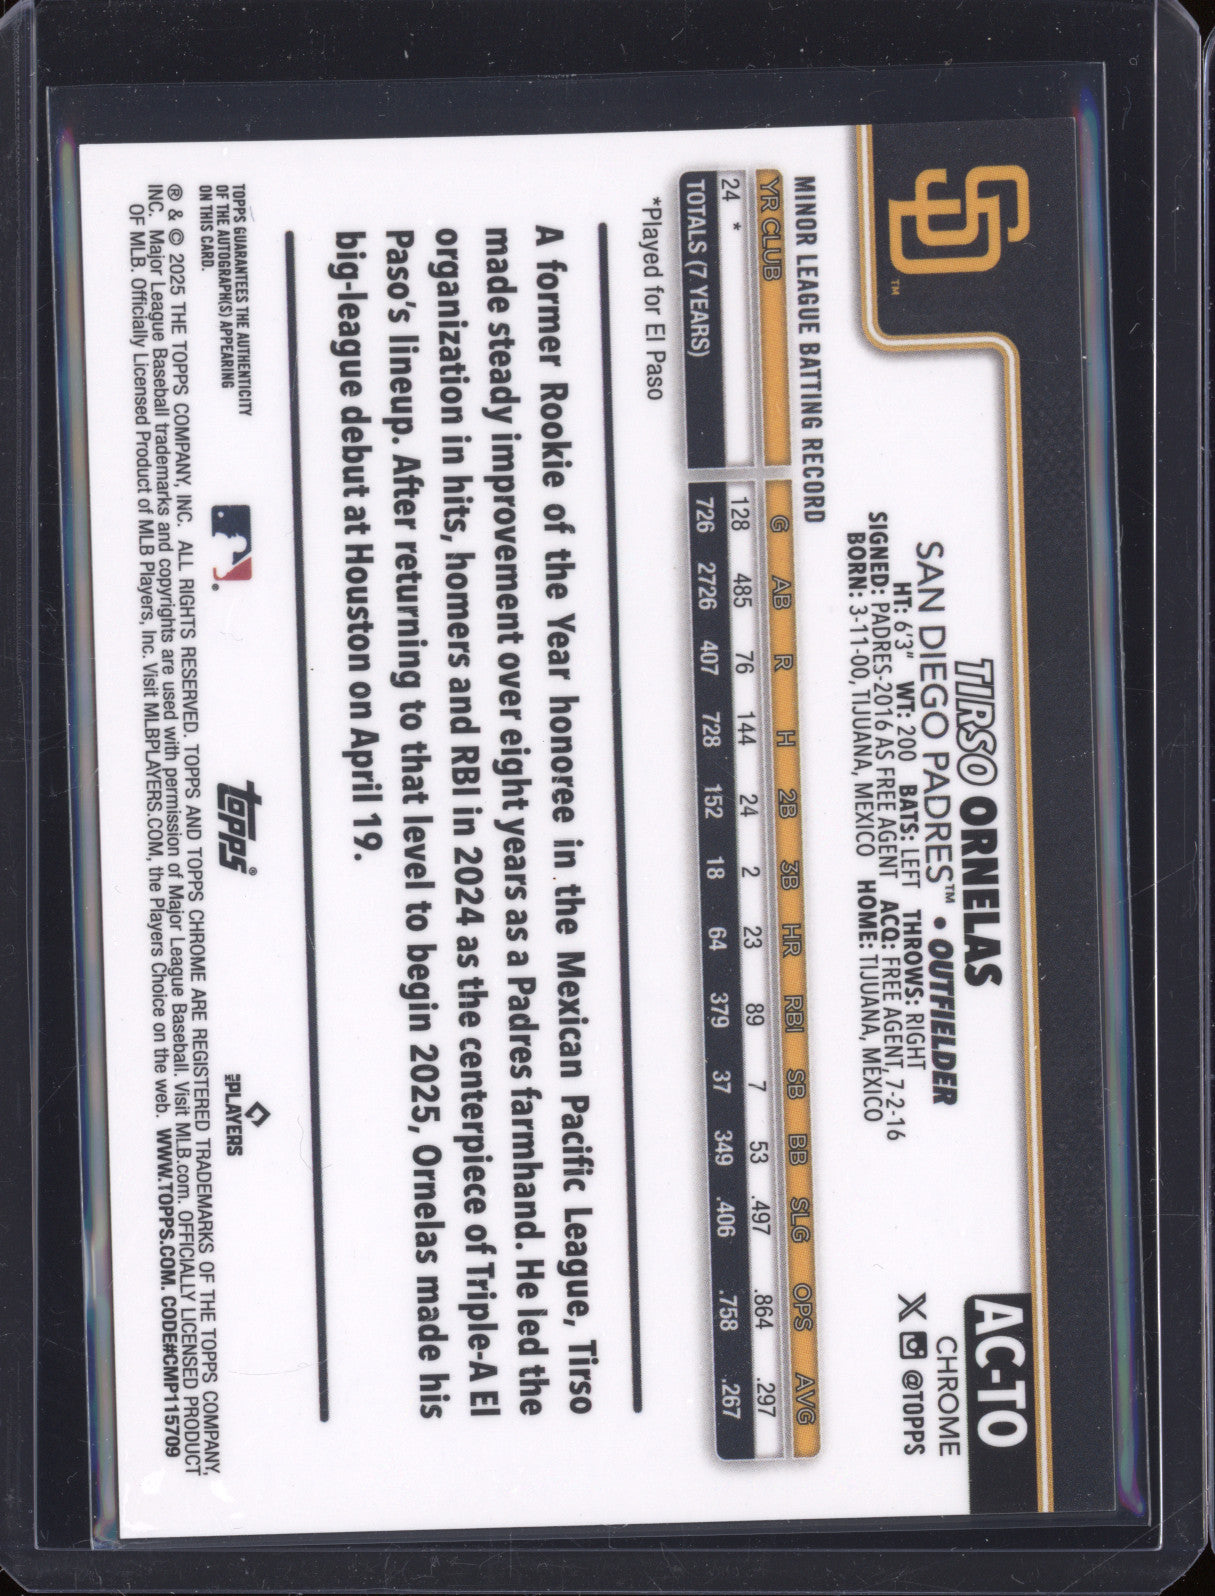 SD™
TIRSO ORNELAS
SAN DIEGO PADRES™ • OUTFIELDER
HT: 6'3" WT: 200 BATS: LEFT THROWS: RIGHT
SIGNED: PADRES-2016 AS FREE AGENT ACQ: FREE AGENT, 7-2-16
BORN: 3-11-00, TIJUANA, MEXICO HOME: TIJUANA, MEXICO
AC-TO
CHROME
X @TOPPS
MINOR LEAGUE BATTING RECORD
YR CLUB G AB R H 2B 3B HR RBI SB BB SLG OPS AVG
24 * 128 485 76 144 24 2 23 89 7 53 .497 .864 .297
TOTALS (7 YEARS) 726 2726 407 728 152 18 64 379 37 349 .406 .758 .267
*Played for El Paso
A former Rookie of the Year honoree in the Mexican Pacific League, Tirso
made steady improvement over eight years as a Padres farmhand. He led the
organization in hits, homers and RBI in 2024 as the centerpiece of Triple-A El
Paso's lineup. After returning to that level to begin 2025, Ornelas made his
big-league debut at Houston on April 19.
TOPPS GUARANTEES THE AUTHENTICITY
OF THE AUTOGRAPH(S) APPEARING
ON THIS CARD.
®
topps®
MLB PLAYERS
® & © 2025 THE TOPPS COMPANY, INC. ALL RIGHTS RESERVED. TOPPS AND TOPPS CHROME ARE REGISTERED TRADEMARKS OF THE TOPPS COMPANY,
INC. Major League Baseball trademarks and copyrights are used with permission of Major League Baseball. Visit MLB.com. OFFICIALLY LICENSED PRODUCT
OF MLB. Officially Licensed Product of MLB Players, Inc. Visit MLBPLAYERS.COM, the Players Choice on the web. WWW.TOPPS.COM. CODE#CMP115709